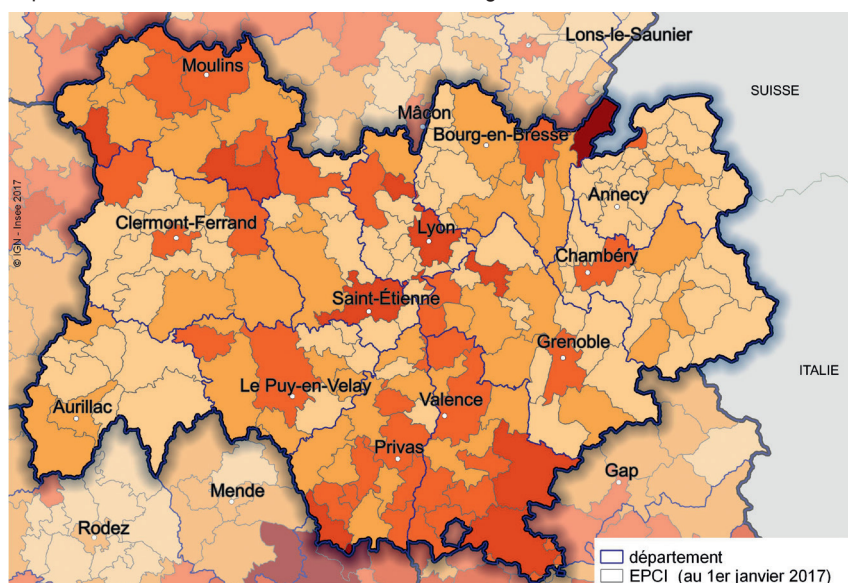 Lons-le-Saunier
Moulins
SUISSE
Mâcon
Bourg-en-Bresse
Annecy
Clermont-Ferrand
Lyon
© IGN - Insee 2017
Chambéry
Saint-Étienne
Grenoble
ITALIE
Le Puy-en-Velay
Valence
Aurillac
Privas
Gap
Mende
Rodez
département
EPCI (au 1er janvier 2017)